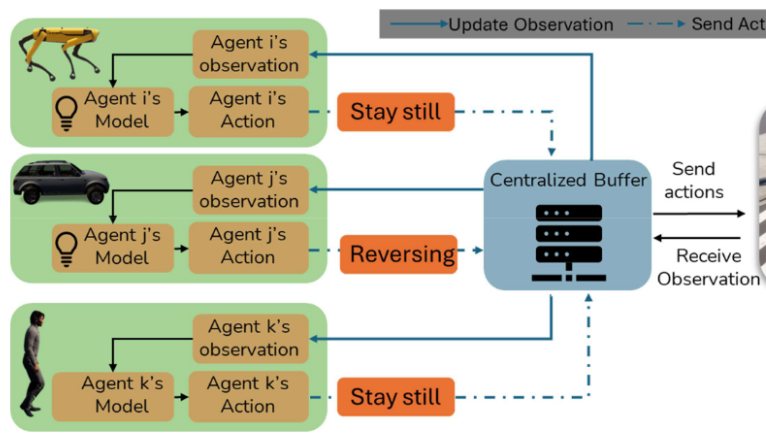 Update Observation
Send Act
Agent i's
observation
Agent i's
Model
Agent i's
Action
Stay still
Agent j's
observation
Agent j's
Model
Agent j's
Action
Reversing
Centralized Buffer
Send
actions
Receive
Observation
Agent k's
observation
Agent k's
Model
Agent k's
Action
Stay still